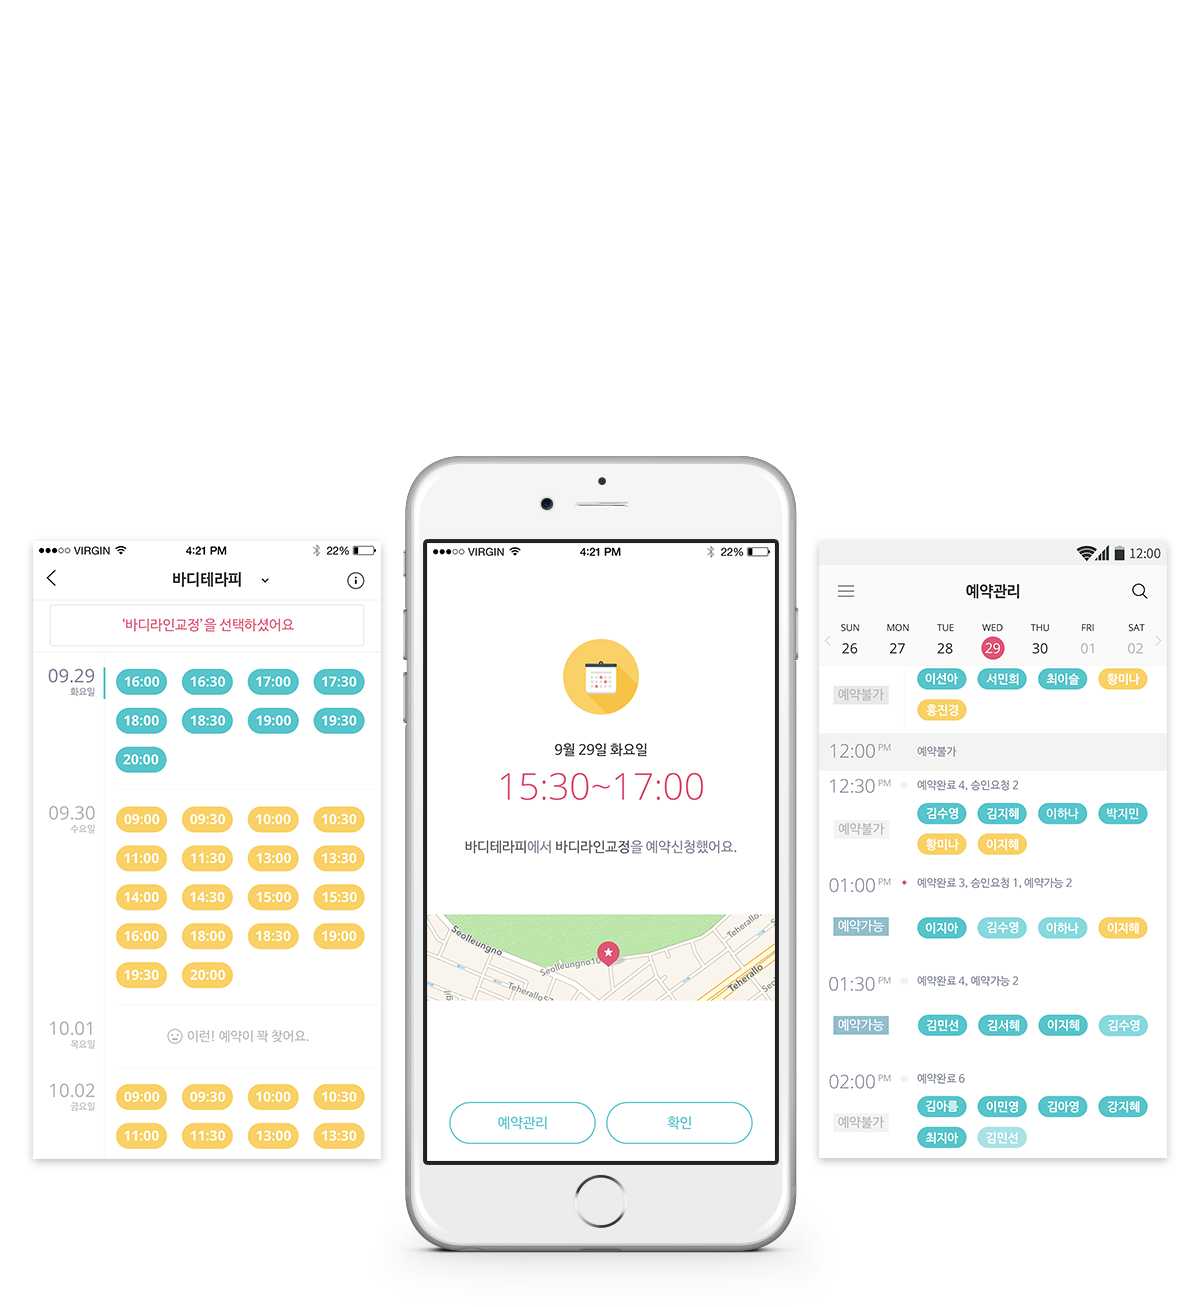 VIRGIN 4:21 PM 22%
바디테라피
‘바디라인교정’을 선택하셨어요
09.29 16:00 16:30 17:00 17:30
화요일
18:00 18:30 19:00 19:30
20:00
09.30 09:00 09:30 10:00 10:30
수요일
11:00 11:30 13:00 13:30
14:00 14:30 15:00 15:30
16:00 18:00 18:30 19:00
19:30 20:00
10.01
목요일
이런! 예약이 꽉 찾어요.
10.02 09:00 09:30 10:00 10:30
금요일
11:00 11:30 13:00 13:30
VIRGIN 4:21 PM 22%
9월 29일 화요일
15:30~17:00
바디테라피에서 바디라인교정을 예약신청했어요.
Seolleungno
Seolleungno10
Teherallo5
Teherallo
Teherallo
Seolleu
예약관리 확인
12:00
예약관리
SUN MON TUE WED THU FRI SAT
26 27 28 29 30 01 02
예약불가 이선아 서민희 최이슬 황미나
홍진경
12:00 PM 예약불가
12:30 PM 예약완료 4, 승인요청 2
예약불가 김수영 김지혜 이하나 박지민
황미나 이지혜
01:00 PM 예약완료 3, 승인요청 1, 예약가능 2
예약가능 이지아 김수영 이하나 이지혜
01:30 PM 예약완료 4, 예약가능 2
예약가능 김민선 김서혜 이지혜 김수영
02:00 PM 예약완료 6
예약불가 김아름 이민영 김아영 강지혜
최지아 김민선